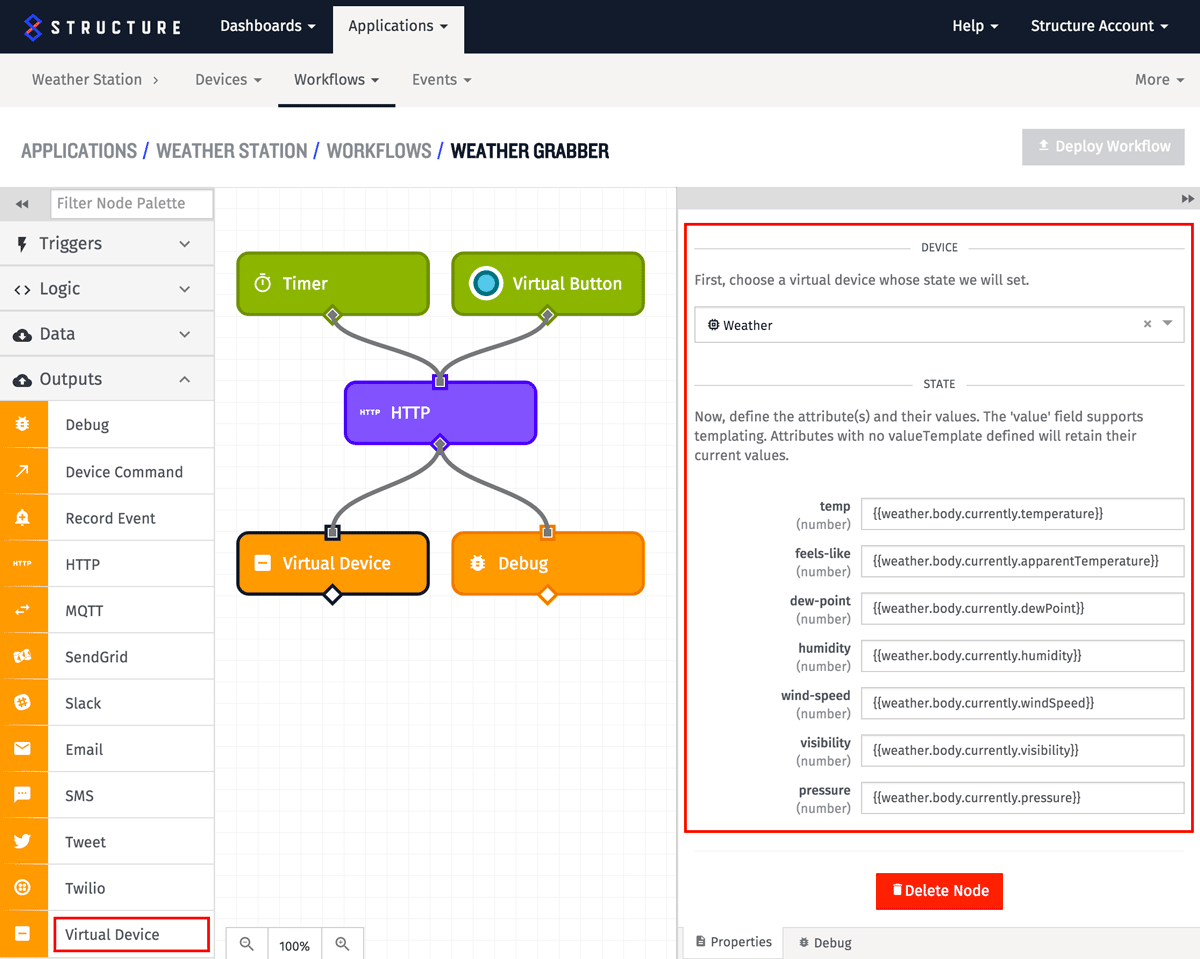 STRUCTURE
Dashboards
Applications
Help
Structure Account
Weather Station
Devices
Workflows
Events
More
APPLICATIONS / WEATHER STATION / WORKFLOWS / WEATHER GRABBER
Deploy Workflow
Filter Node Palette
Triggers
Logic
Data
Outputs
Debug
Device Command
Record Event
HTTP
HTTP
MQTT
SendGrid
Slack
Email
SMS
Tweet
Twilio
Virtual Device
Timer
Virtual Button
HTTP HTTP
Virtual Device
Debug
100%
DEVICE
First, choose a virtual device whose state we will set.
Weather
STATE
Now, define the attribute(s) and their values. The 'value' field supports
templating. Attributes with no valueTemplate defined will retain their
current values.
temp
(number)
{{weather.body.currently.temperature}}
feels-like
(number)
{{weather.body.currently.apparentTemperature}}
dew-point
(number)
{{weather.body.currently.dewPoint}}
humidity
(number)
{{weather.body.currently.humidity}}
wind-speed
(number)
{{weather.body.currently.windSpeed}}
visibility
(number)
{{weather.body.currently.visibility}}
pressure
(number)
{{weather.body.currently.pressure}}
Delete Node
Properties
Debug